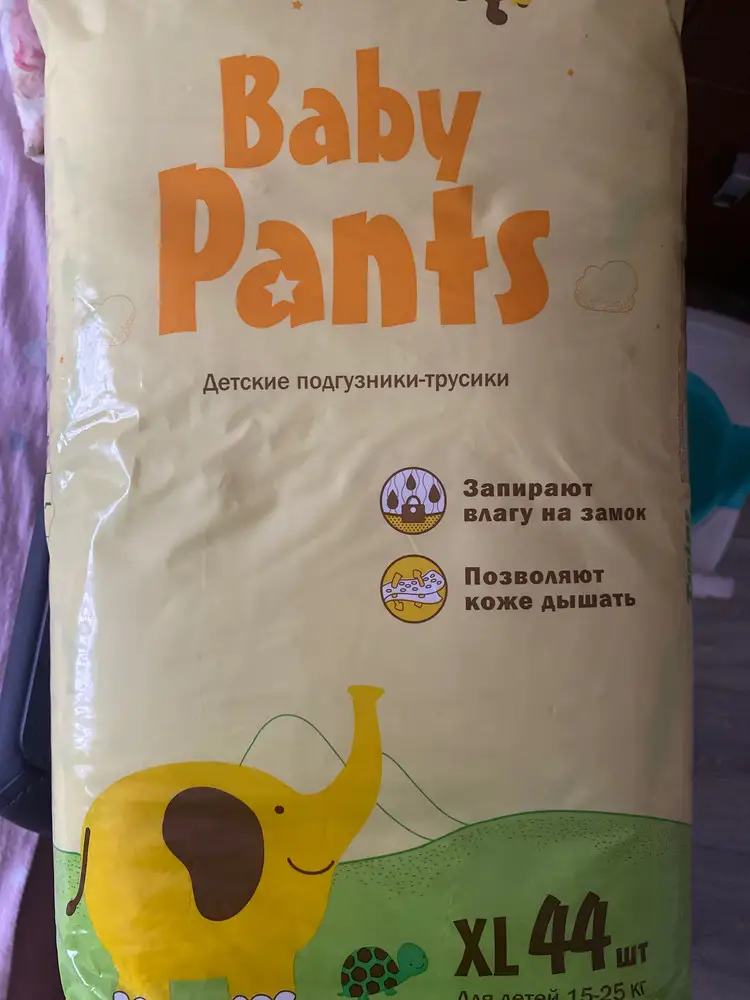 Baby
Pants
Детские подгузники-трусики
Запирают
влагу на замок
Позволяют
коже дышать
XL 44 шт
Для детей 15-25 кг